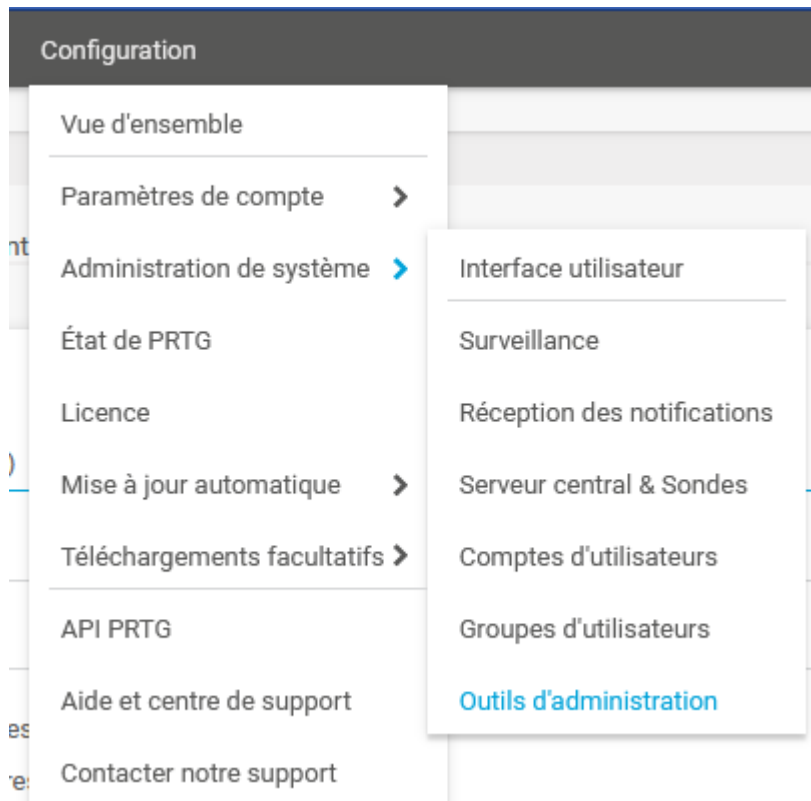 Configuration
Vue d'ensemble
Paramètres de compte
Administration de système
État de PRTG
Licence
Mise à jour automatique
Téléchargements facultatifs
API PRTG
Aide et centre de support
Contacter notre support
Interface utilisateur
Surveillance
Réception des notifications
Serveur central & Sondes
Comptes d'utilisateurs
Groupes d'utilisateurs
Outils d'administration